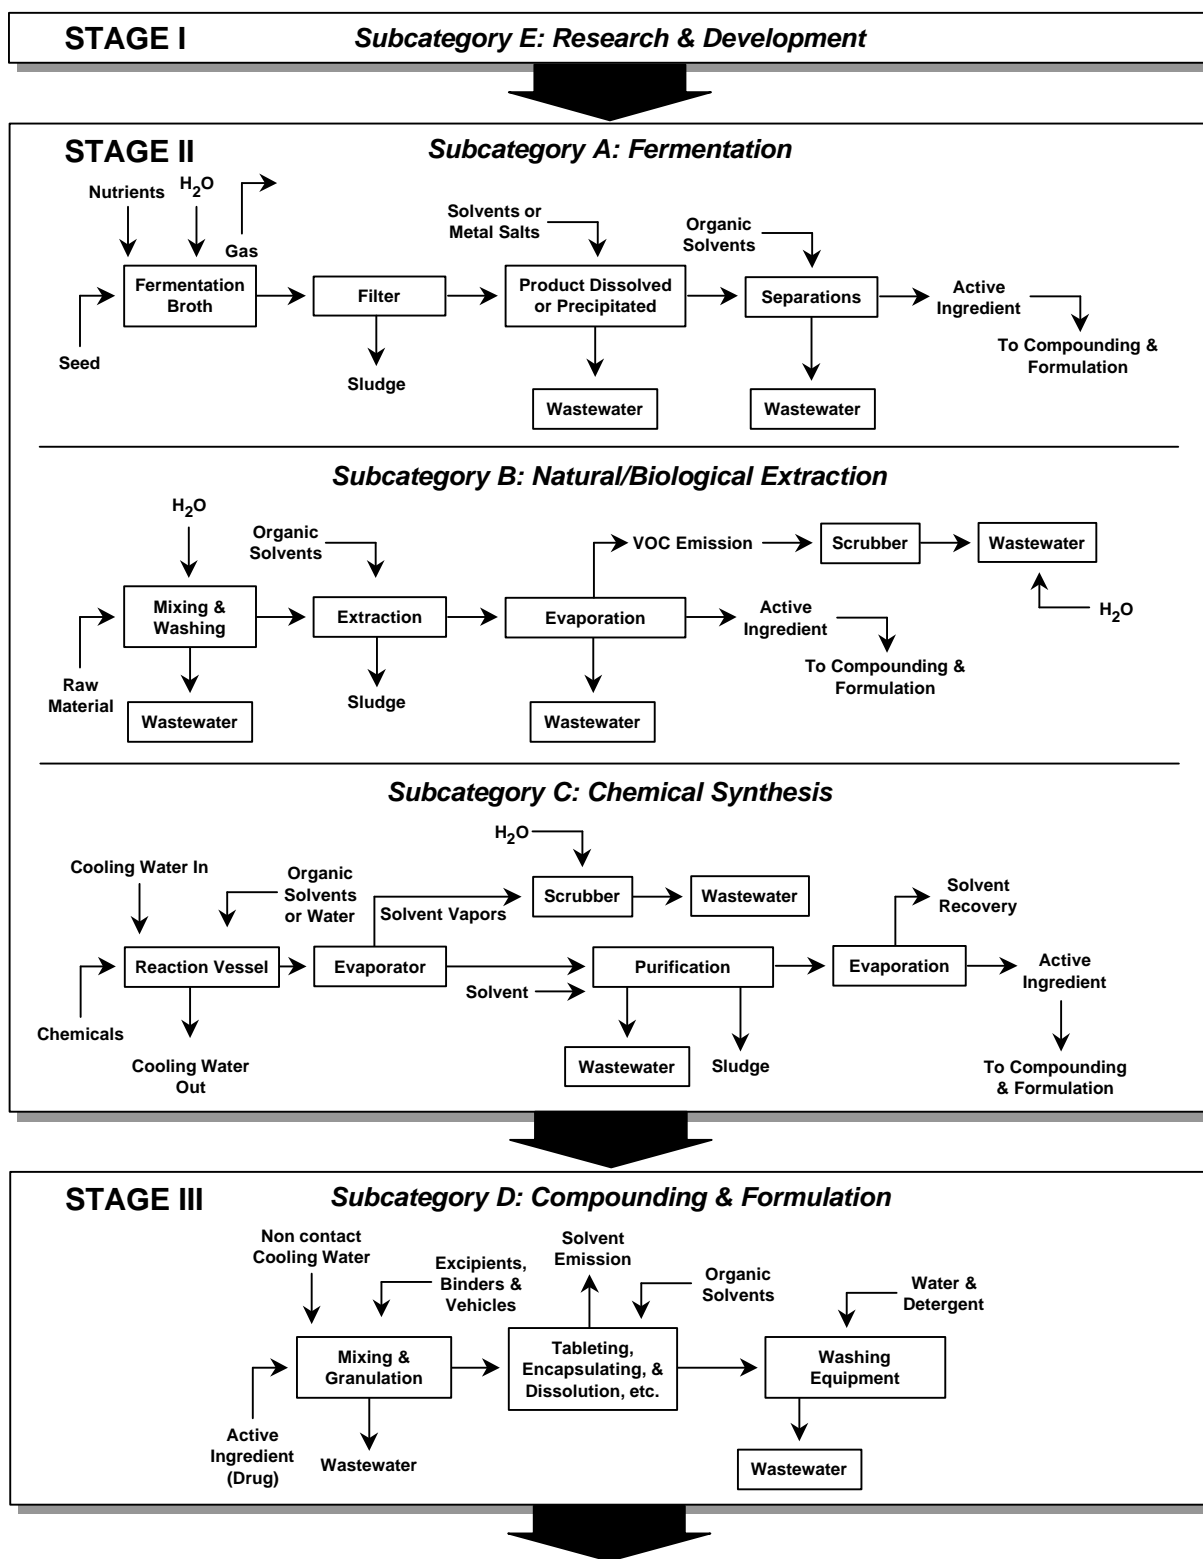 STAGE I
Subcategory E: Research & Development
STAGE II
Subcategory A: Fermentation
Nutrients
H2O
Gas
Solvents or
Metal Salts
Organic
Solvents
Fermentation
Broth
Filter
Product Dissolved
or Precipitated
Separations
Active
Ingredient
Seed
Sludge
Wastewater
Wastewater
To Compounding &
Formulation
Subcategory B: Natural/Biological Extraction
H2O
Organic
Solvents
VOC Emission
Scrubber
Wastewater
Mixing &
Washing
Extraction
Evaporation
Active
Ingredient
H2O
Raw
Material
Wastewater
Sludge
Wastewater
To Compounding &
Formulation
Subcategory C: Chemical Synthesis
H2O
Cooling Water In
Organic
Solvents
or Water
Solvent Vapors
Scrubber
Wastewater
Solvent
Recovery
Reaction Vessel
Evaporator
Solvent
Purification
Evaporation
Active
Ingredient
Chemicals
Cooling Water
Out
Wastewater
Sludge
To Compounding
& Formulation
STAGE III
Subcategory D: Compounding & Formulation
Non contact
Cooling Water
Excipients,
Binders &
Vehicles
Solvent
Emission
Organic
Solvents
Water &
Detergent
Mixing &
Granulation
Tableting,
Encapsulating, &
Dissolution, etc.
Washing
Equipment
Active
Ingredient
(Drug)
Wastewater
Wastewater